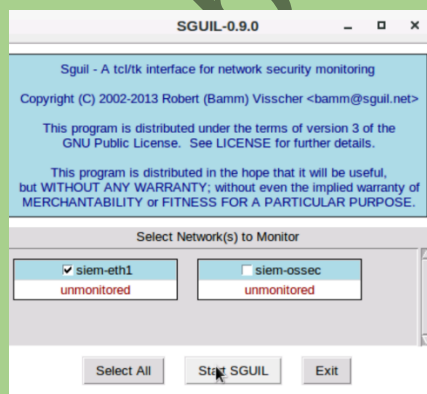 SGUIL-0.9.0
Sguil - A tcl/tk interface for network security monitoring
Copyright (C) 2002-2013 Robert (Bamm) Visscher <bamm@sguil.net>
This program is distributed under the terms of version 3 of the
GNU Public License. See LICENSE for further details.
This program is distributed in the hope that it will be useful,
but WITHOUT ANY WARRANTY; without even the implied warranty of
MERCHANTABILITY or FITNESS FOR A PARTICULAR PURPOSE.
Select Network(s) to Monitor
siem-eth1 siem-ossec
unmonitored unmonitored
Select All Start SGUIL Exit